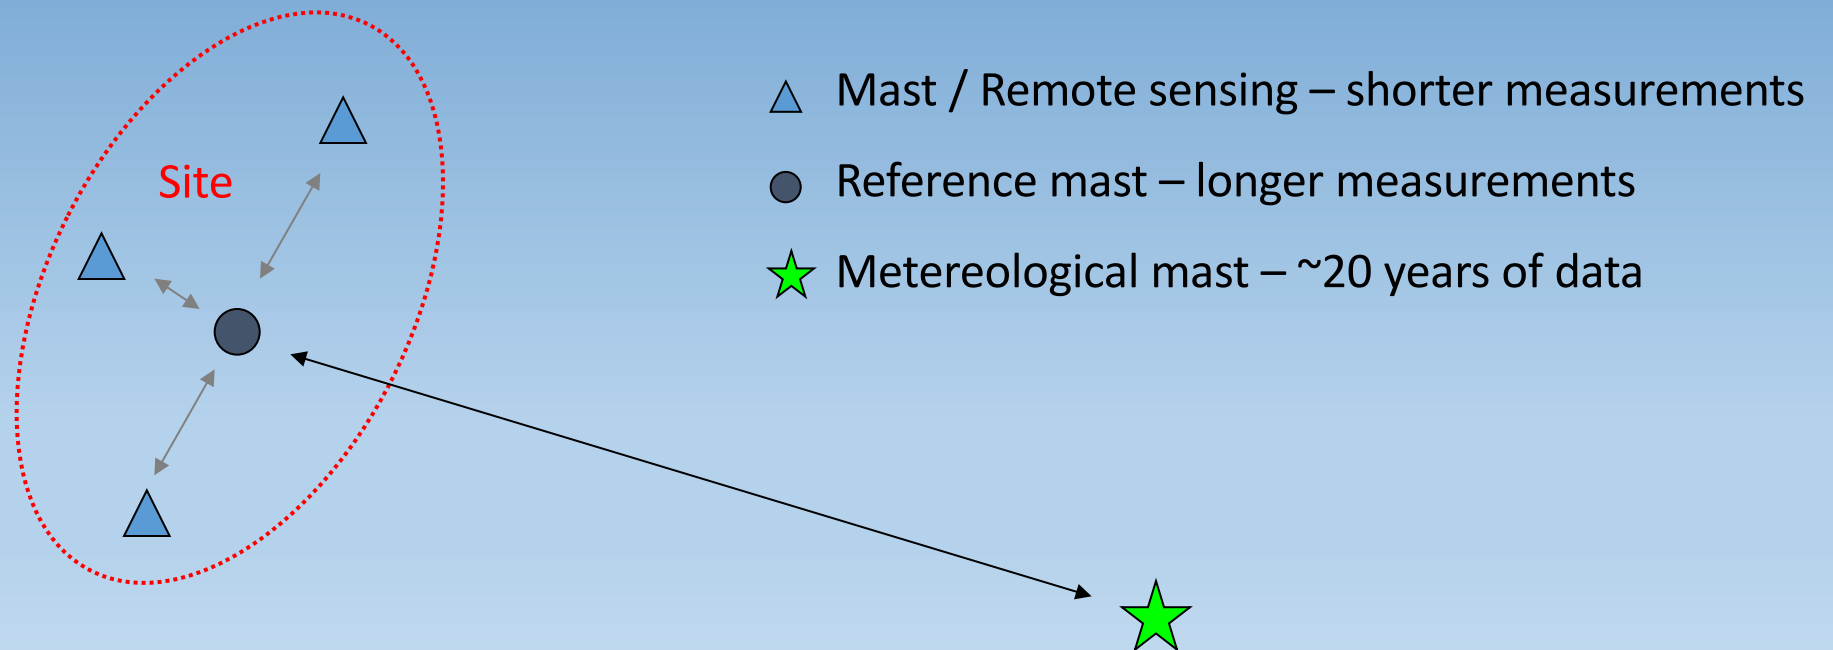 Mast / Remote sensing – shorter measurements
Site
Reference mast – longer measurements
Metereological mast – ~20 years of data